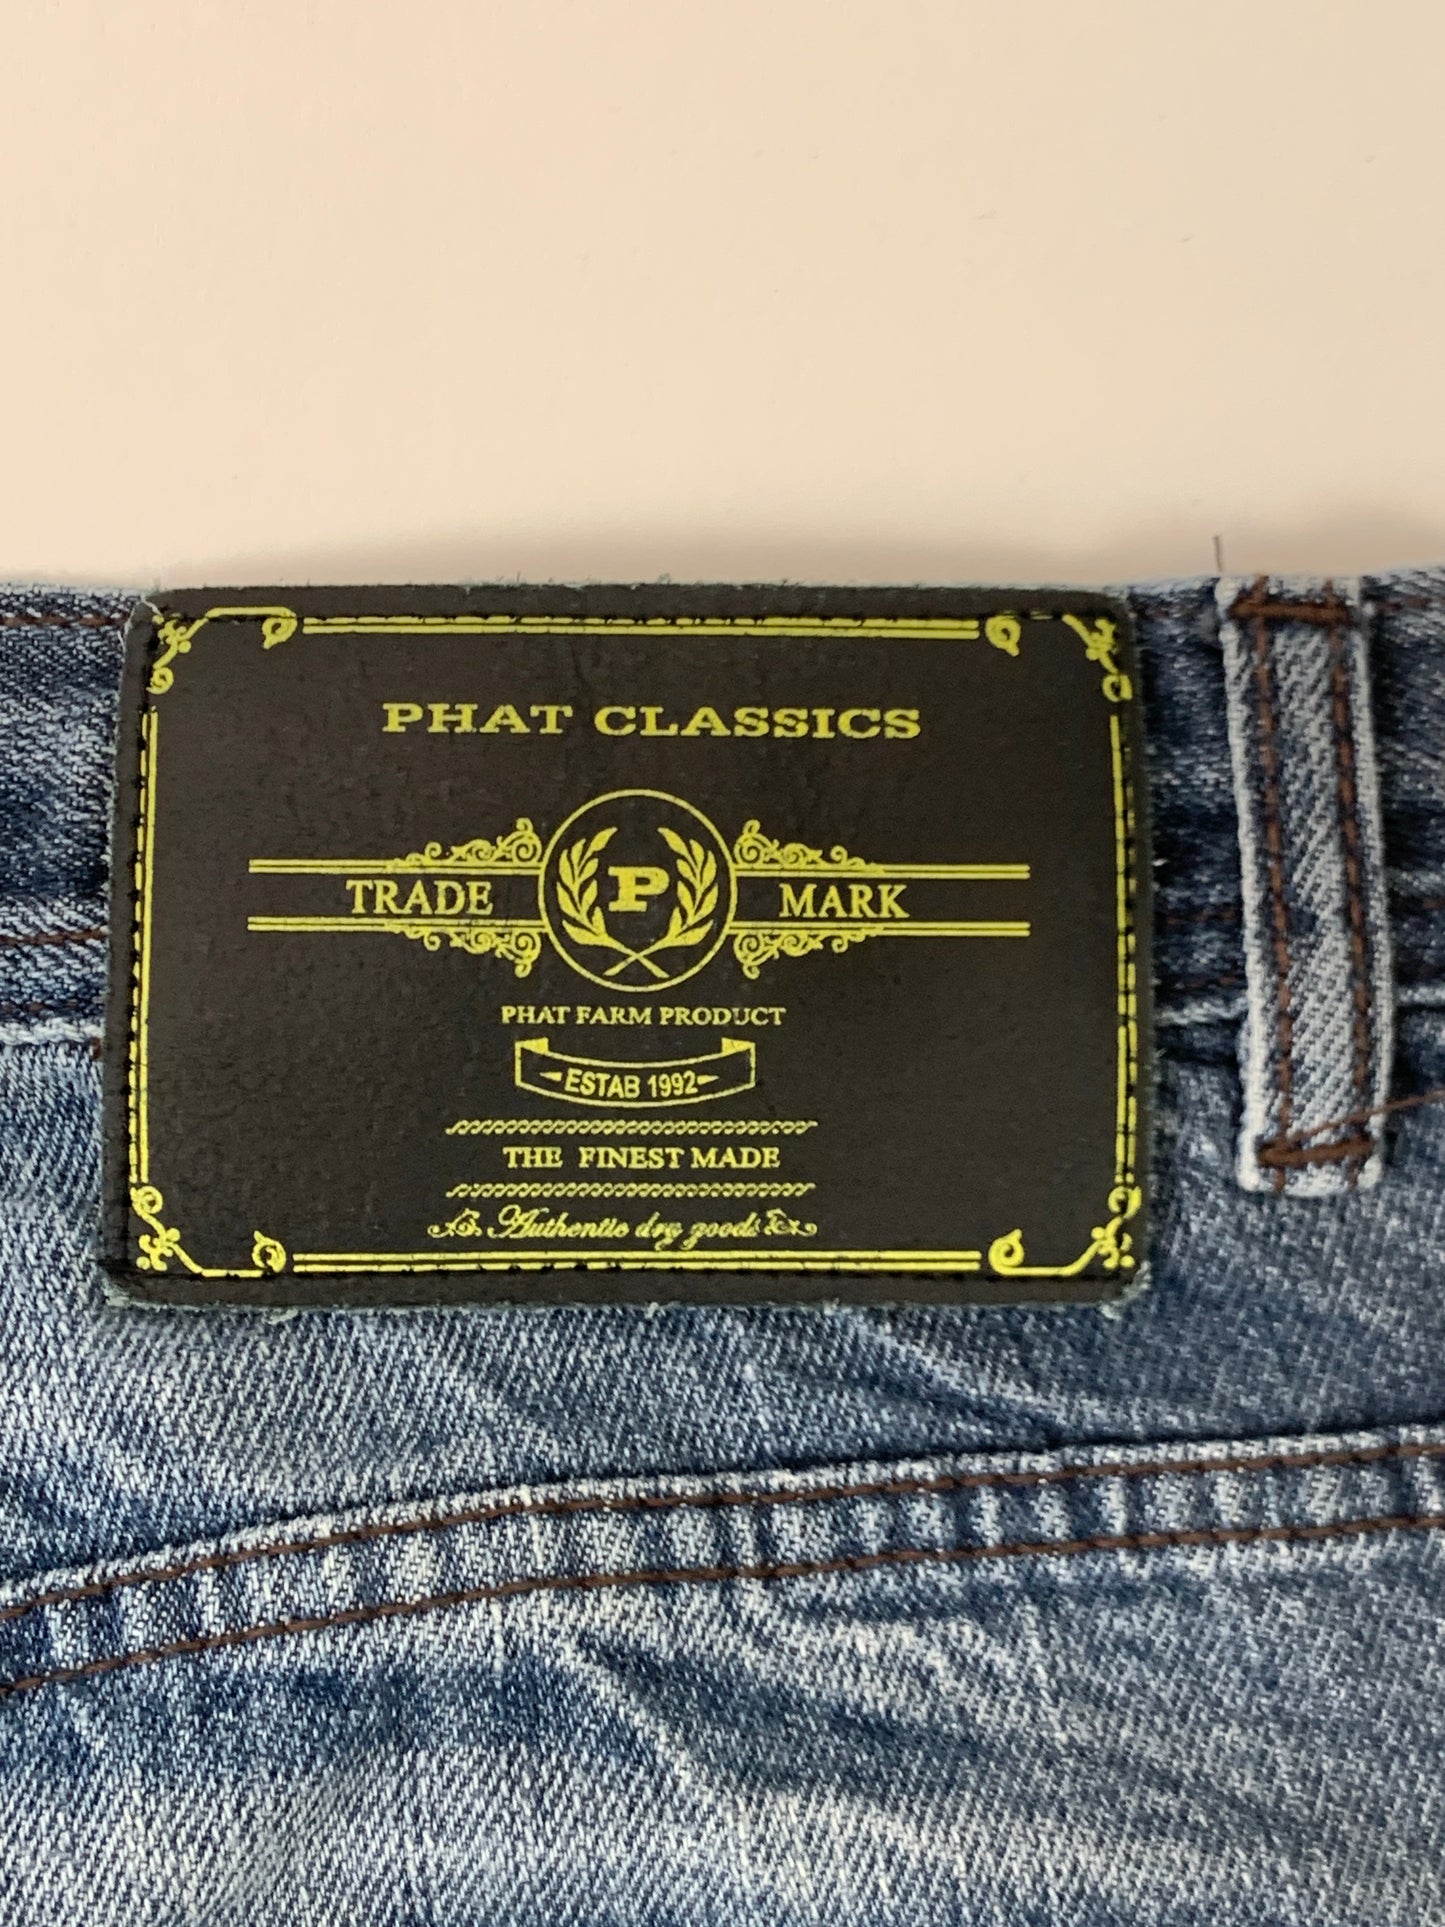 PHAT CLASSICS
TRADE P MARK
PHAT FARM PRODUCT
ESTAB 1992
THE FINEST MADE
Authentic dry goods